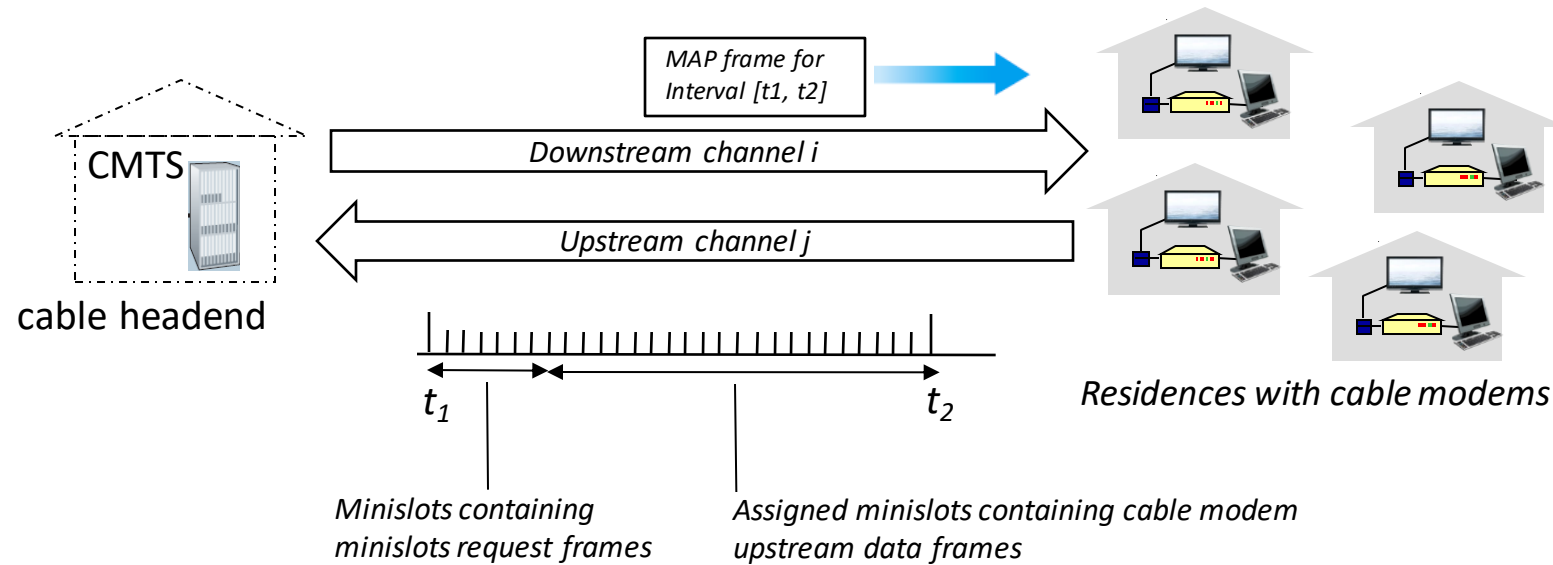 MAP frame for
Interval [t1, t2]
CMTS
Downstream channel i
Upstream channel j
cable headend
t1
t2
Residences with cable modems
Minislots containing
minislots request frames
Assigned minislots containing cable modem
upstream data frames